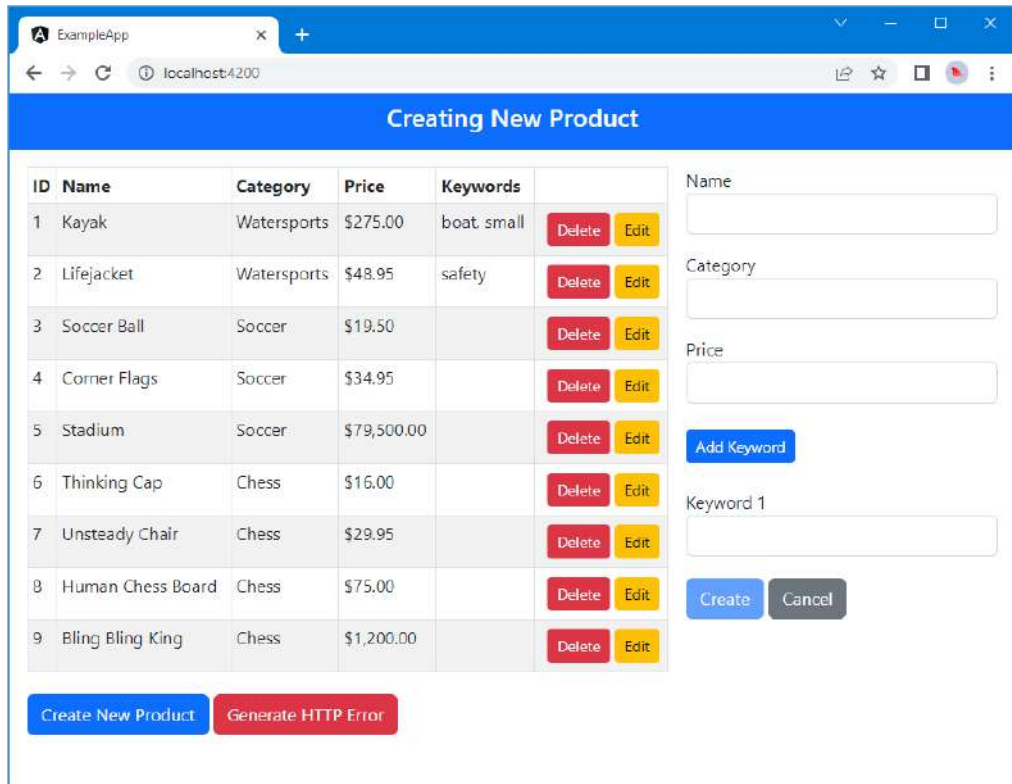 ExampleApp
localhost:4200
Creating New Product
ID Name Category Price Keywords
1 Kayak Watersports $275.00 boat, small Delete Edit
2 Lifejacket Watersports $48.95 safety Delete Edit
3 Soccer Ball Soccer $19.50 Delete Edit
4 Corner Flags Soccer $34.95 Delete Edit
5 Stadium Soccer $79,500.00 Delete Edit
6 Thinking Cap Chess $16.00 Delete Edit
7 Unsteady Chair Chess $29.95 Delete Edit
8 Human Chess Board Chess $75.00 Delete Edit
9 Bling Bling King Chess $1,200.00 Delete Edit
Create New Product Generate HTTP Error
Name
Category
Price
Add Keyword
Keyword 1
Create Cancel